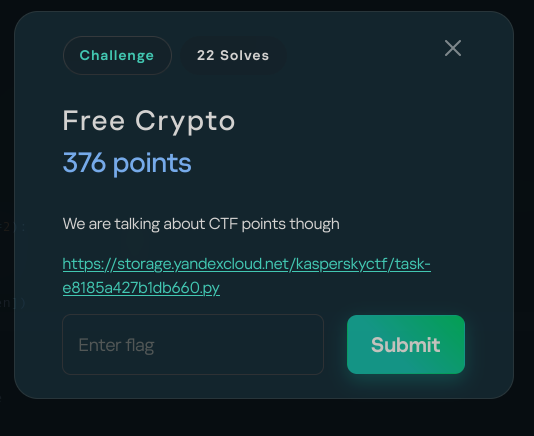 Challenge
22 Solves
Free Crypto
376 points
We are talking about CTF points though
https://storage.yandexcloud.net/kasperskyctf/task-
e8185a427b1db660.py
Enter flag
Submit